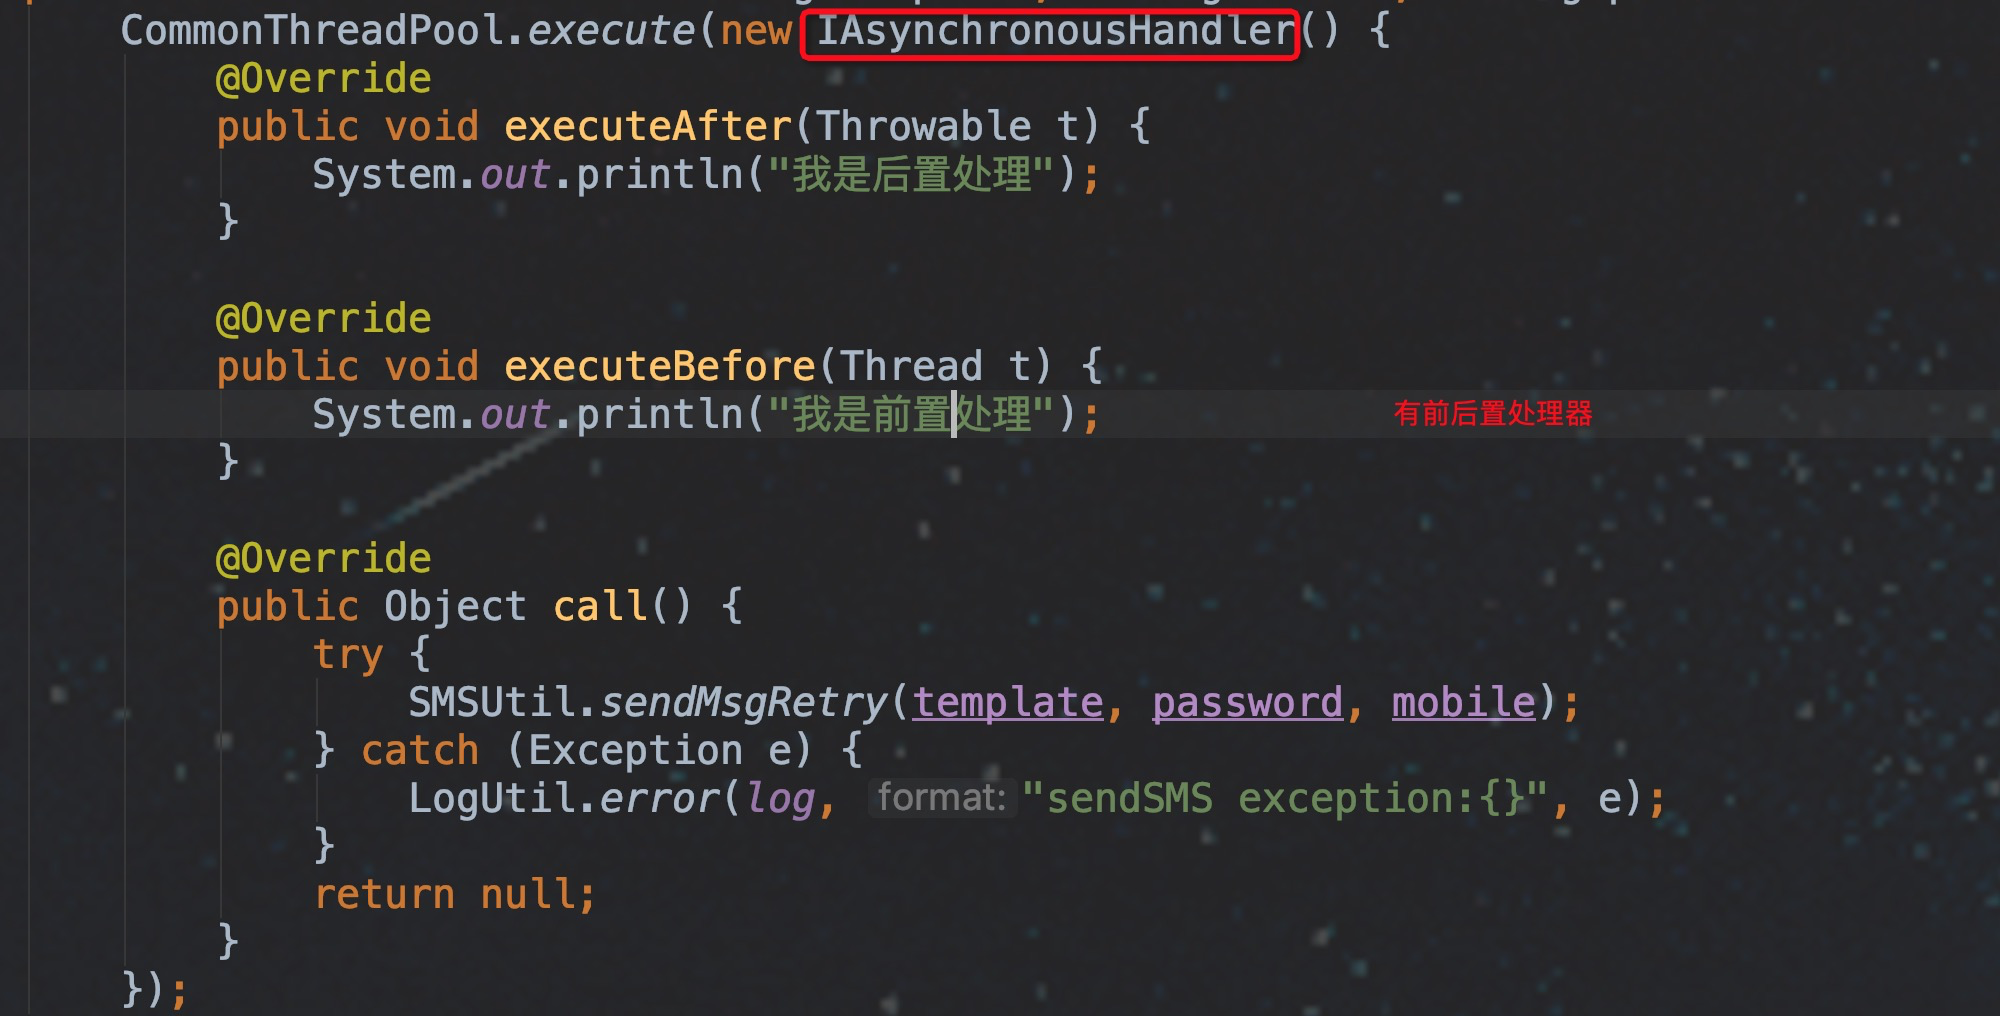 CommonThreadPool.execute(new IAsynchronousHandler() {
@Override
public void executeAfter(Throwable t) {
System.out.println("我是后置处理");
}
@Override
public void executeBefore(Thread t) {
System.out.println("我是前置处理"); 有前后置处理器
}
@Override
public Object call() {
try {
SMSUtil.sendMsgRetry(template, password, mobile);
} catch (Exception e) {
LogUtil.error(log, format: "sendSMS exception:{}", e);
}
return null;
}
});